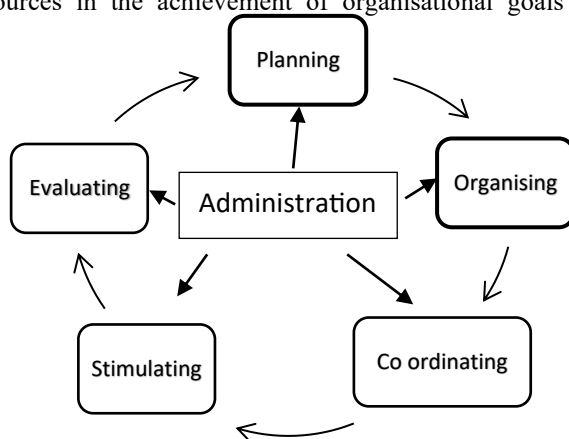 sources in the achievement of organisational goals
Planning
Evaluating
Administration
Organising
Stimulating
Co ordinating